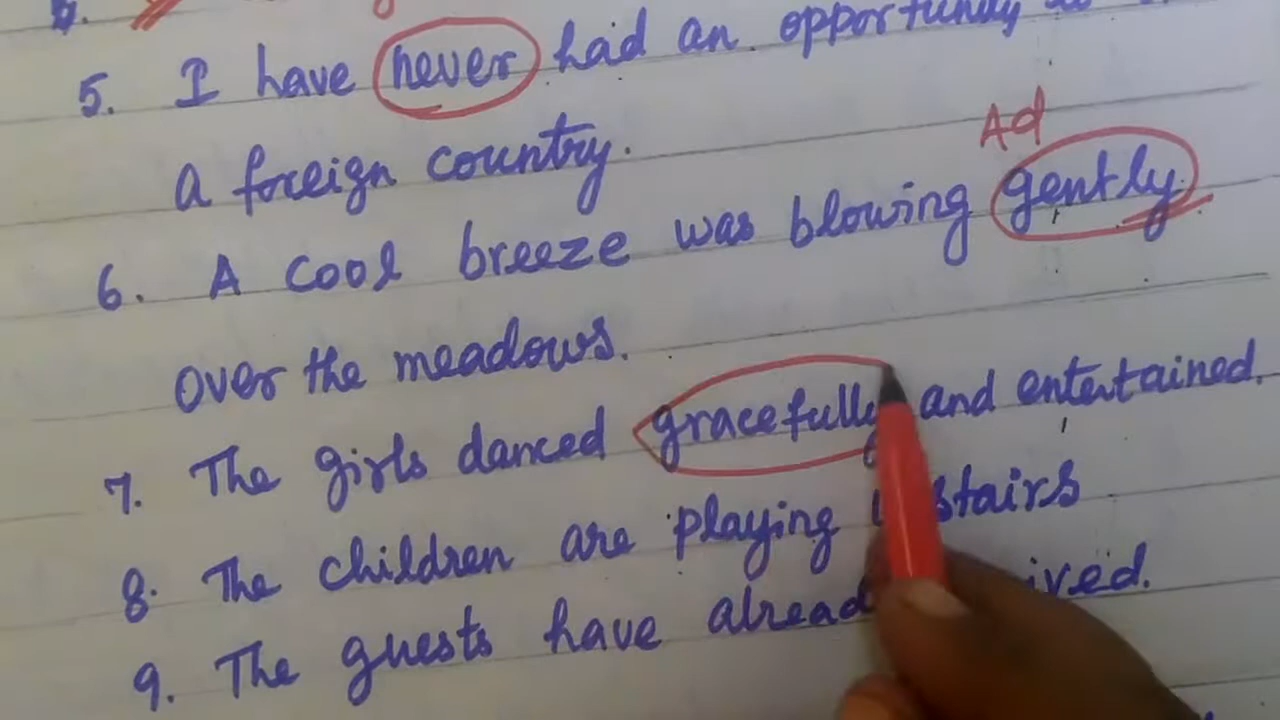 5. I have never had an opportunity to
a foreign country.
Ad
6. A cool breeze was blowing gently
over the meadows.
7. The girls danced gracefully and entertained.
8. The children are playing
9. The guests have